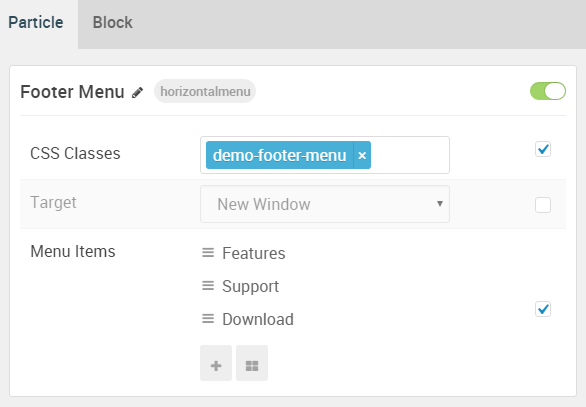 Particle Block
Footer Menu horizontalmenu
CSS Classes demo-footer-menu ×
Target New Window
Menu Items Features
Support
Download